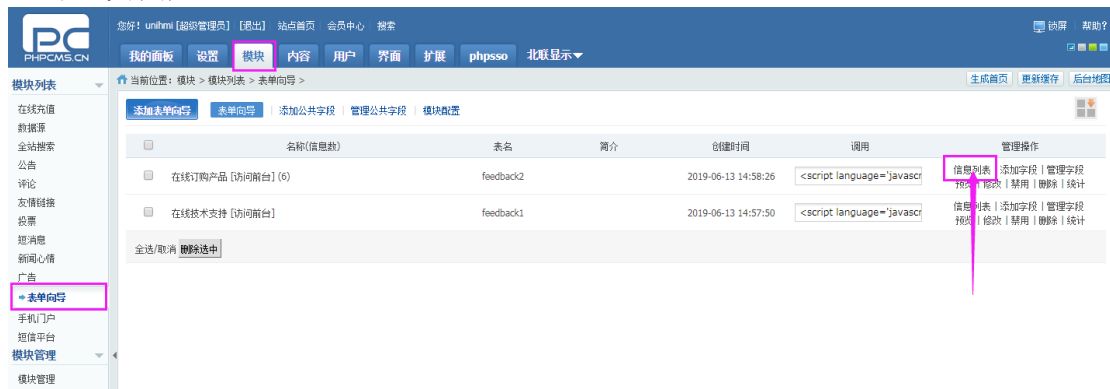 PC
PHPCMS.CN
您好！unihmi [超级管理员] [退出] 站点首页 会员中心 搜索
锁屏 帮助?
我的面板 设置 模块 内容 用户 界面 扩展 phpsso 北联显示
模块列表
当前位置：模块 > 模块列表 > 表单向导 >
生成首页 更新缓存 后台地图
在线充值
数据源
全站搜索
公告
评论
友情链接
投票
短消息
新闻心情
广告
表单向导
手机门户
短信平台
模块管理
模块管理
添加表单向导 表单向导 添加公共字段 管理公共字段 模块配置
名称(信息数) 表名 简介 创建时间 调用 管理操作
在线订购产品 [访问前台] (6) feedback2 2019-06-13 14:58:26 <script language='javascr 信息列表 | 添加字段 | 管理字段
预览 | 修改 | 禁用 | 删除 | 统计
在线技术支持 [访问前台] feedback1 2019-06-13 14:57:50 <script language='javascr 信息列表 | 添加字段 | 管理字段
预览 | 修改 | 禁用 | 删除 | 统计
全选/取消 删除选中